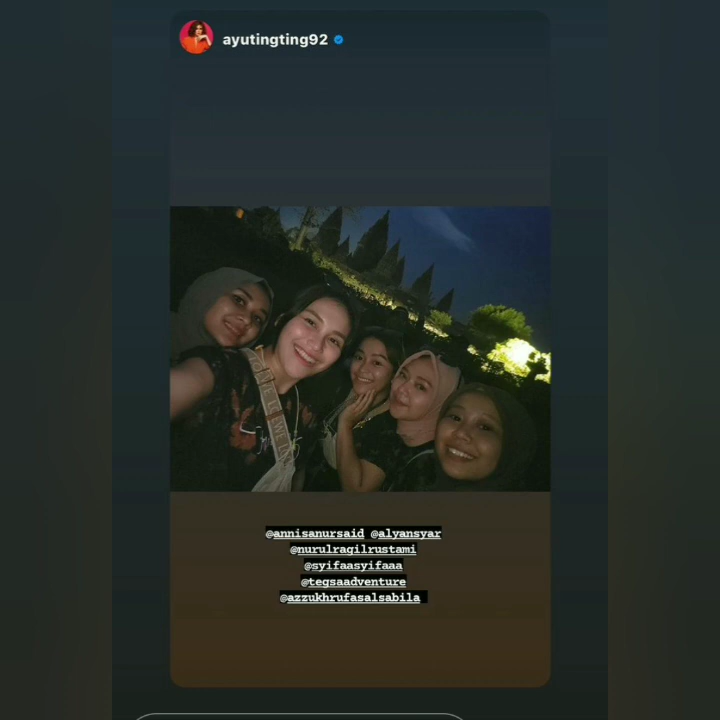 ayutingting92
@annisanursaid @alyansyar
@nurulragilrustami
@syifaasyifaaa
@tegsaadventure
@azzukhrufasalsabila